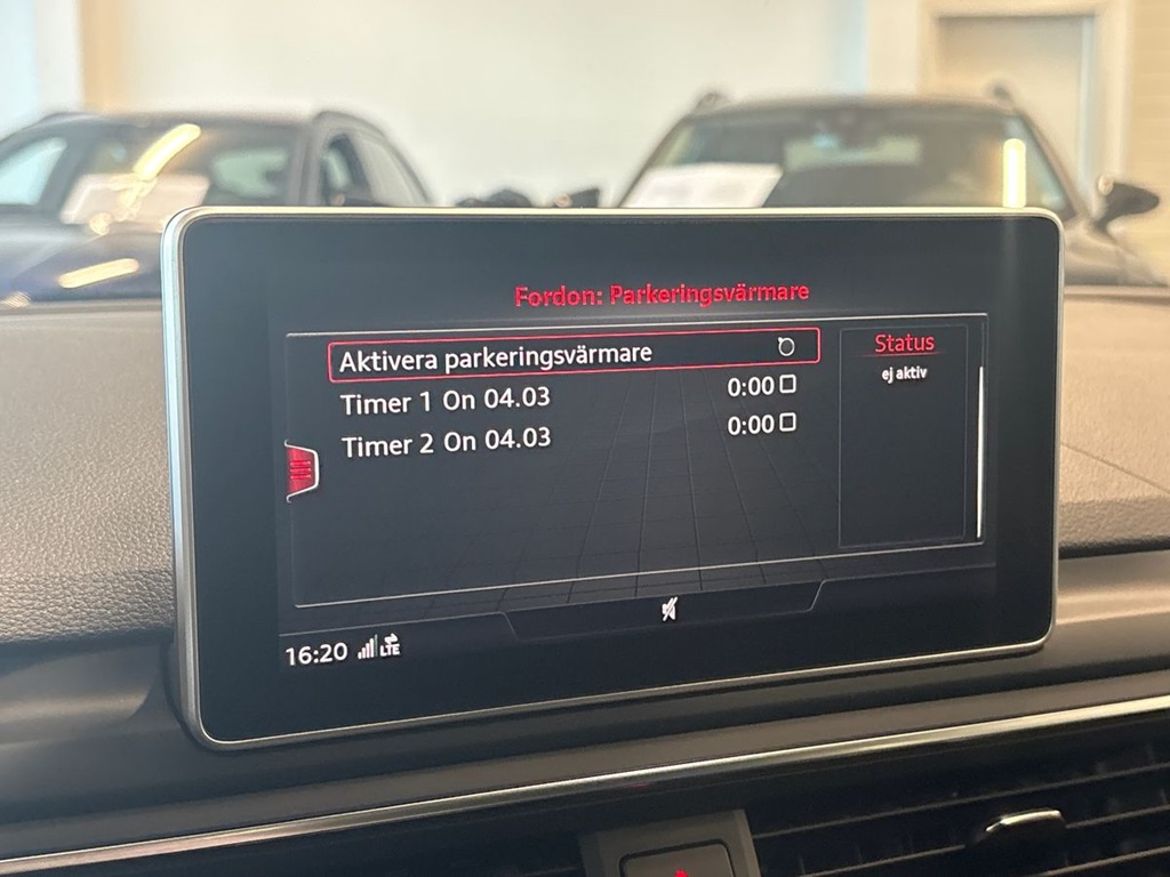 Fordon: Parkeringsvärmare
Aktivera parkeringsvärmare
Timer 1 On 04.03 0:00
Timer 2 On 04.03 0:00
Status
ej aktiv
16:20 LTE